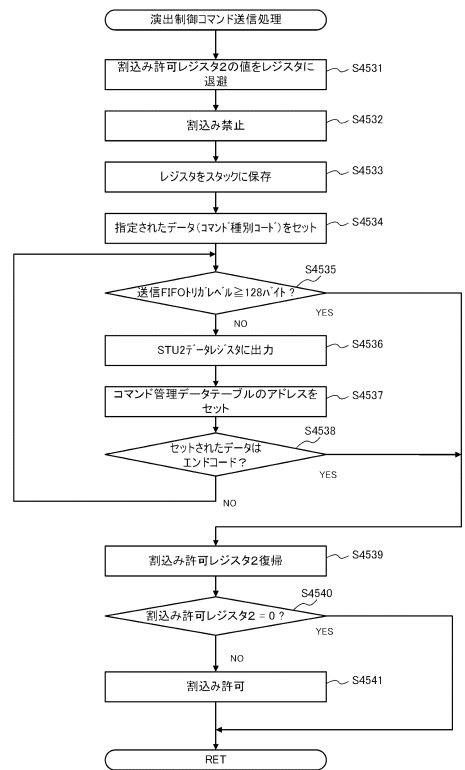 演出制御コマンド送信処理
割込み許可レジスタ2の値をレジスタに
退避
S4531
割込み禁止
S4532
レジスタをスタックに保存
S4533
指定されたデータ(コマンド種別コード)をセット
S4534
S4535
送信FIFOトリガレベル≧128バイト?
YES
NO
STU2データレジスタに出力
S4536
コマンド管理データテーブルのアドレスを
セット
S4537
S4538
セットされたデータは
エンドコード?
YES
NO
割込み許可レジスタ2復帰
S4539
S4540
割込み許可レジスタ2=0?
YES
NO
割込み許可
S4541
RET